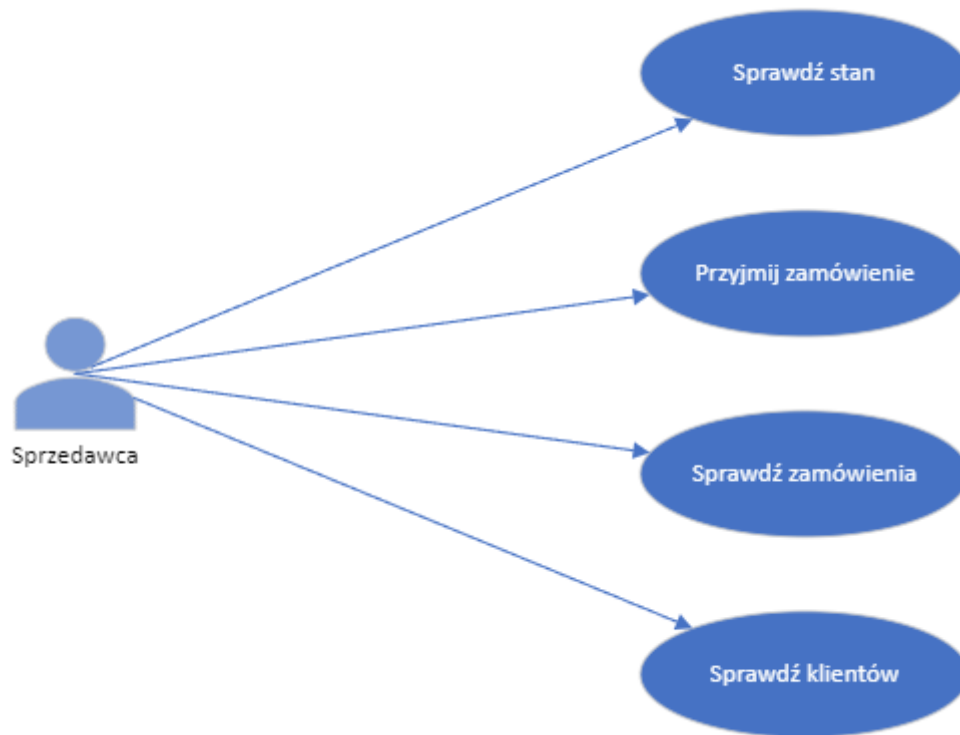 Sprawdź stan
Przyjmij zamówienie
Sprzedawca
Sprawdź zamówienia
Sprawdź klientów